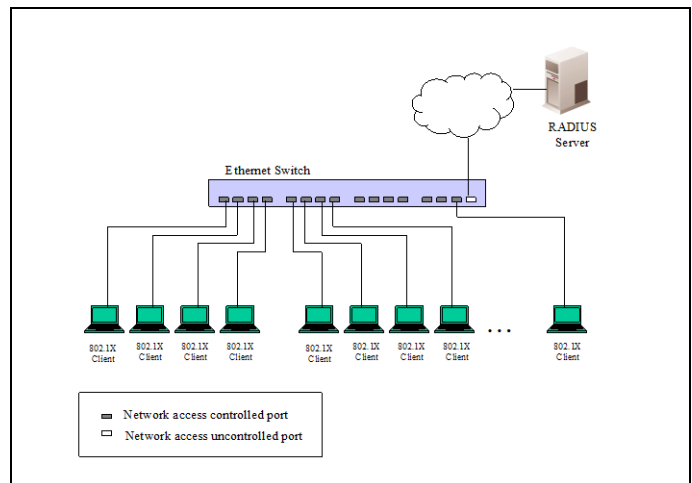 RADIUS
Server
Ethernet Switch
802.1X
Client
802.1X
Client
802.1X
Client
802.1X
Client
802.1X
Client
802.1X
Client
802.1X
Client
802.1X
Client
...
802.1X
Client
Network access controlled port
Network access uncontrolled port